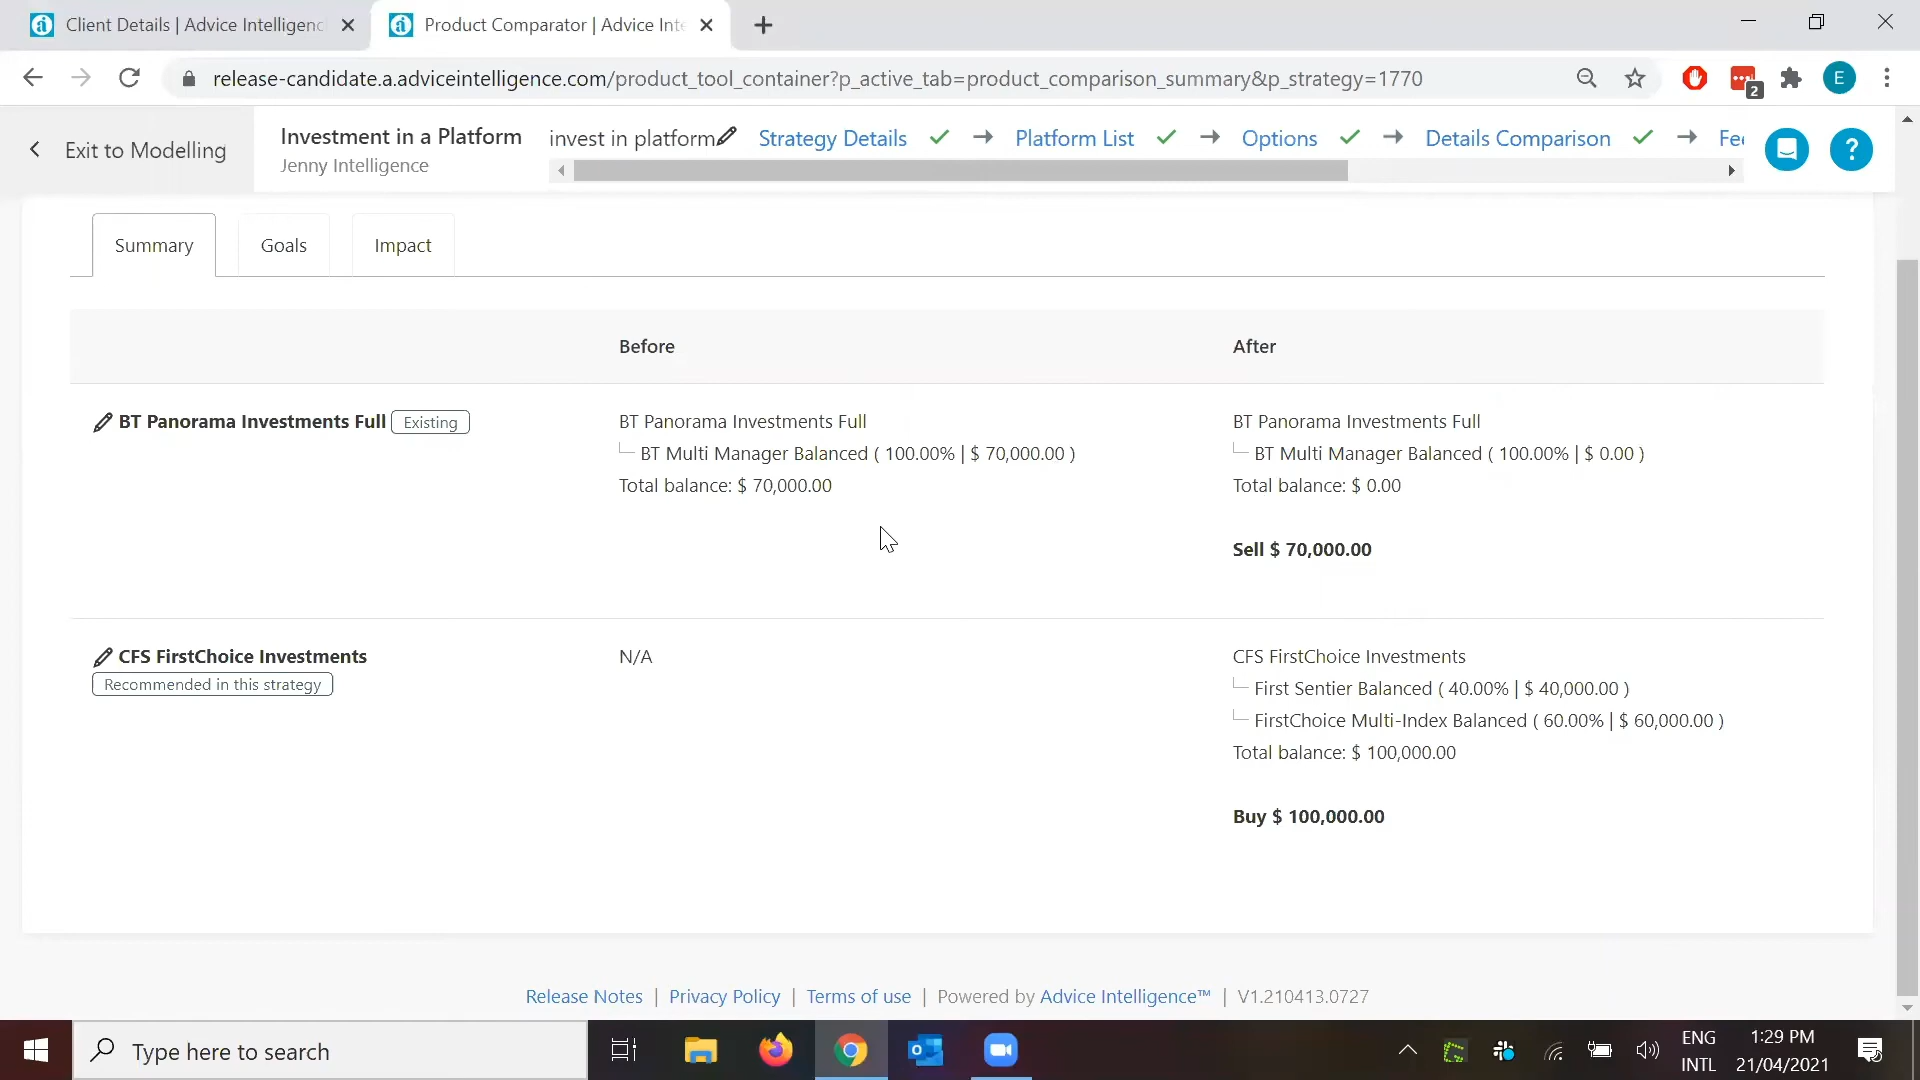 Client Details | Advice Intelligenc
Product Comparator | Advice Inte
release-candidate.a.adviceintelligence.com/product_tool_container?p_active_tab=product_comparison_summary&p_strategy=1770
2
E
Exit to Modelling
Investment in a Platform
Jenny Intelligence
invest in platform
Strategy Details
Platform List
Options
Details Comparison
Fee
?
Summary
Goals
Impact
Before
After
BT Panorama Investments Full Existing
BT Panorama Investments Full
BT Multi Manager Balanced ( 100.00% | $ 70,000.00 )
Total balance: $ 70,000.00
BT Panorama Investments Full
BT Multi Manager Balanced ( 100.00% | $ 0.00 )
Total balance: $ 0.00
Sell $ 70,000.00
CFS FirstChoice Investments
Recommended in this strategy
N/A
CFS FirstChoice Investments
First Sentier Balanced ( 40.00% | $ 40,000.00 )
FirstChoice Multi-Index Balanced ( 60.00% | $ 60,000.00 )
Total balance: $ 100,000.00
Buy $ 100,000.00
Release Notes | Privacy Policy | Terms of use | Powered by Advice Intelligence™ | V1.210413.0727
Type here to search
ENG
INTL
1:29 PM
21/04/2021